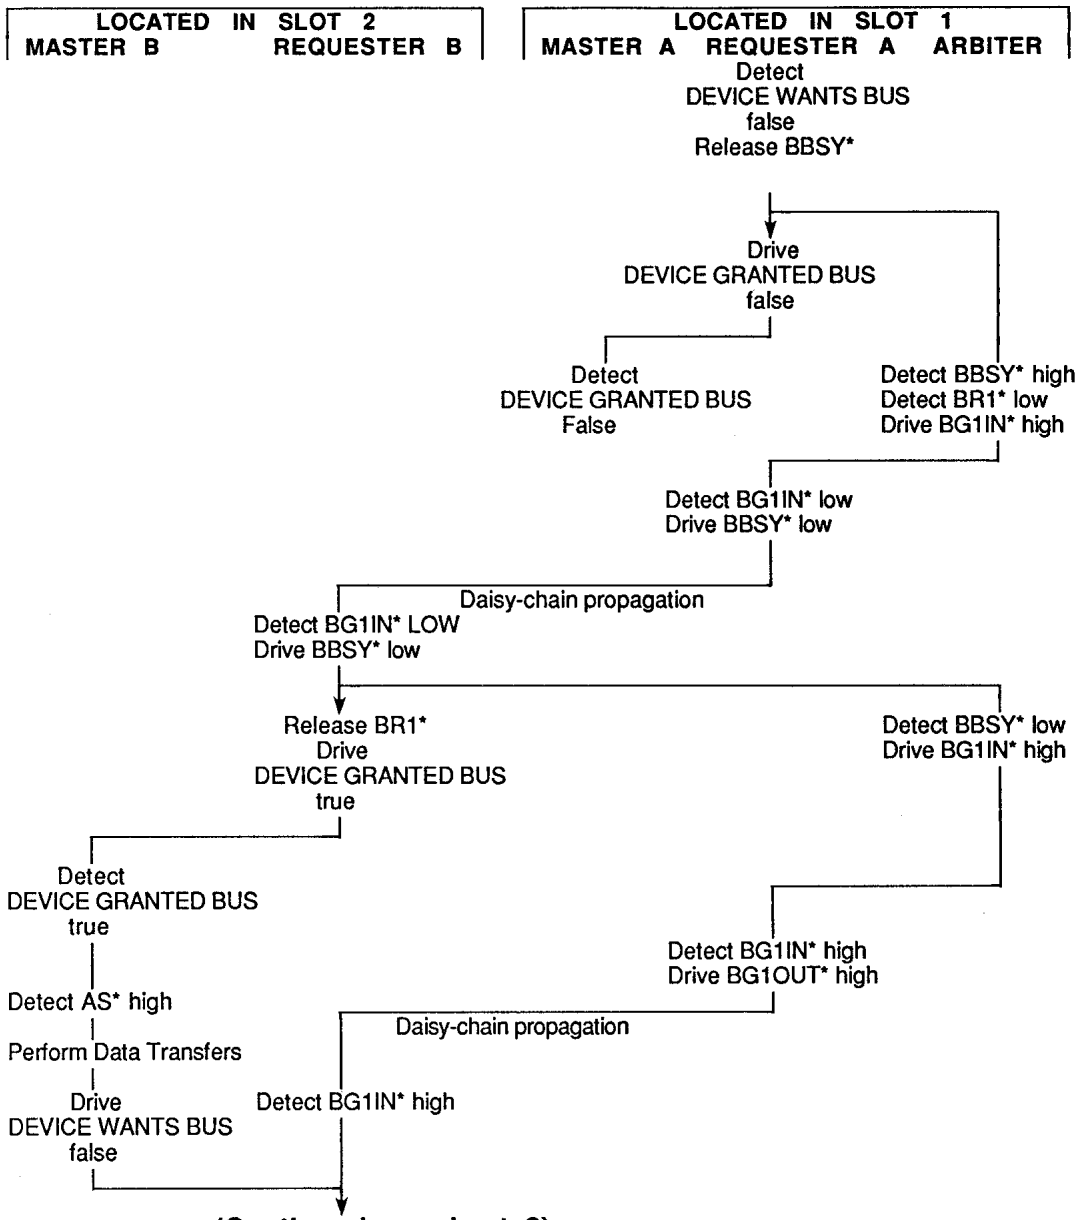 LOCATED IN SLOT 2
MASTER B REQUESTER B
LOCATED IN SLOT 1
MASTER A REQUESTER A ARBITER
Detect
DEVICE WANTS BUS
false
Release BBSY*
Drive
DEVICE GRANTED BUS
false
Detect
DEVICE GRANTED BUS
False
Detect BBSY* high
Detect BR1* low
Drive BG1IN* high
Detect BG1IN* low
Drive BBSY* low
Daisy-chain propagation
Detect BG1IN* LOW
Drive BBSY* low
Release BR1*
Drive
DEVICE GRANTED BUS
true
Detect BBSY* low
Drive BG1IN* high
Detect
DEVICE GRANTED BUS
true
Detect BG1IN* high
Drive BG1OUT* high
Detect AS* high
Daisy-chain propagation
Perform Data Transfers
Drive
DEVICE WANTS BUS
false
Detect BG1IN* high